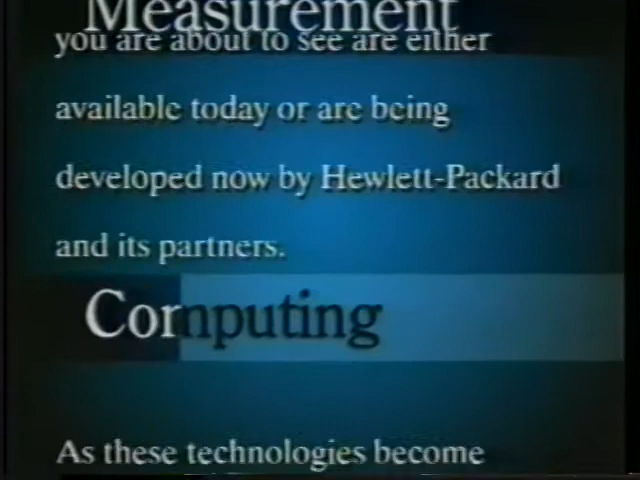 Measurement
you are about to see are either
available today or are being
developed now by Hewlett-Packard
and its partners.
Computing
As these technologies become